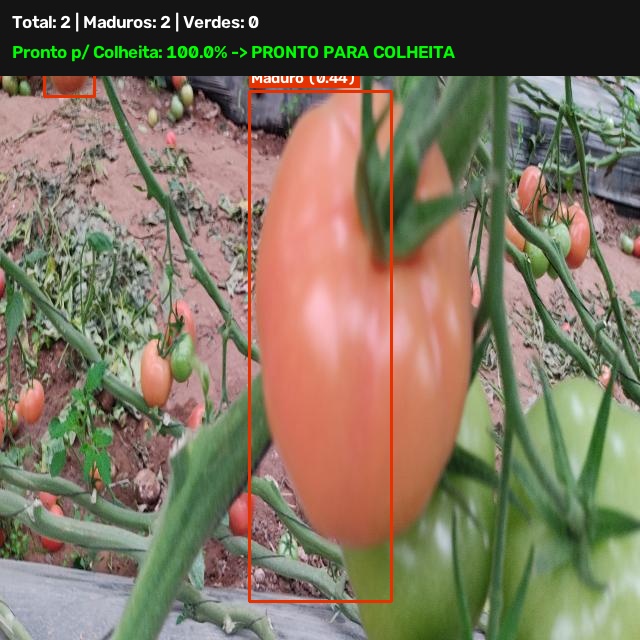 Total: 2 | Maduros: 2 | Verdes: 0
Pronto p/ Colheita: 100.0% -> PRONTO PARA COLHEITA
Maduro (0.44)